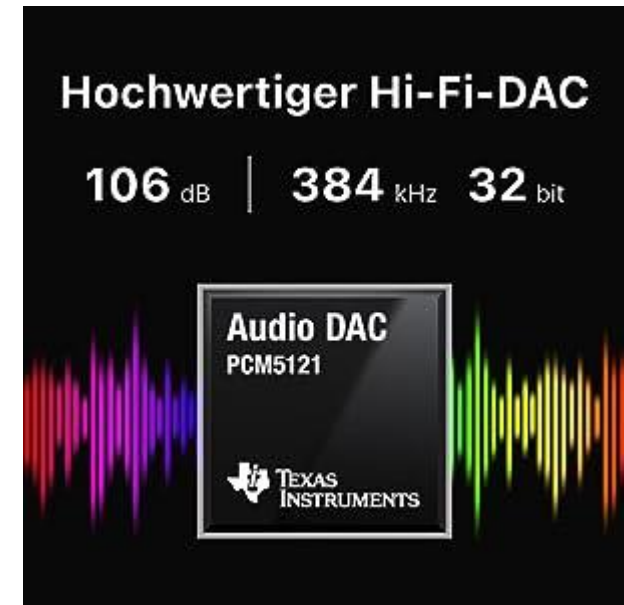 Hochwertiger Hi-Fi-DAC
106 dB | 384 kHz 32 bit
Audio DAC
PCM5121
TEXAS
INSTRUMENTS